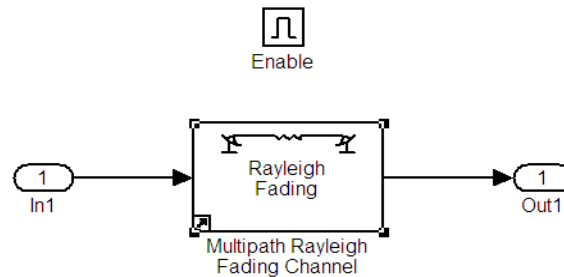 Enable
Rayleigh
Fading
1
In1
1
Out1
Multipath Rayleigh
Fading Channel